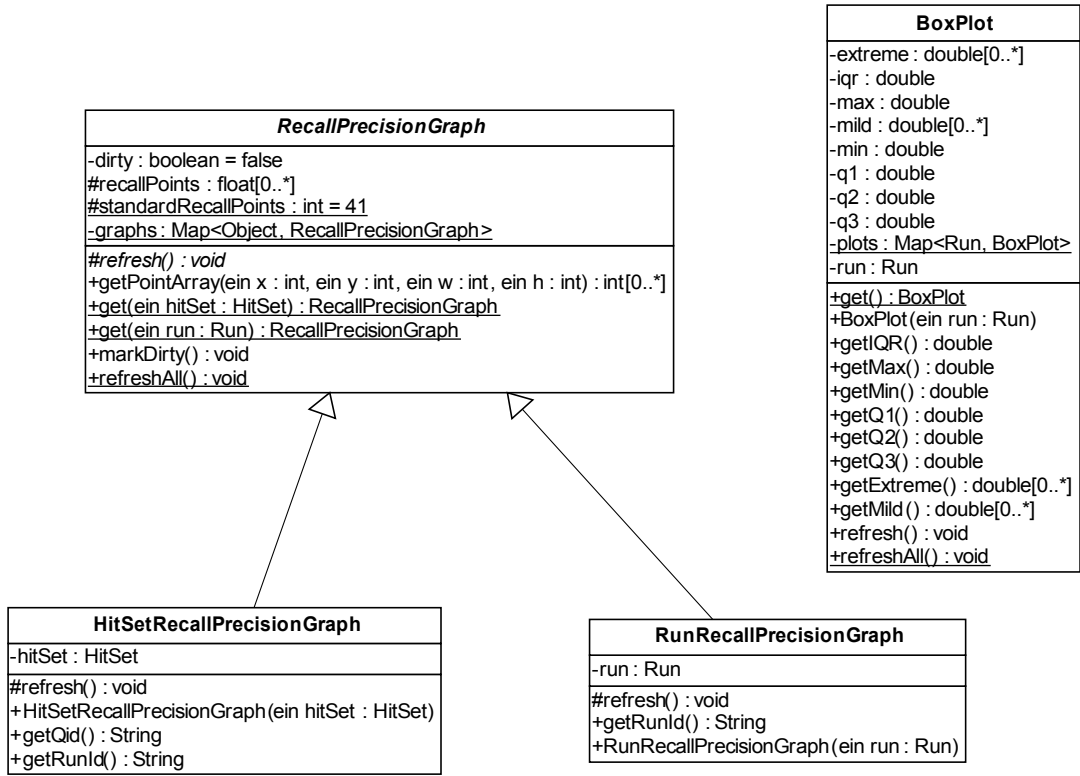 RecallPrecisionGraph
-dirty : boolean = false
#recallPoints : float[0..*]
#standardRecallPoints : int = 41
-graphs : Map<Object, RecallPrecisionGraph>
#refresh() : void
+getPointArray(ein x : int, ein y : int, ein w : int, ein h : int) : int[0..*]
+get(ein hitSet : HitSet) : RecallPrecisionGraph
+get(ein run : Run) : RecallPrecisionGraph
+markDirty() : void
+refreshAll() : void
BoxPlot
-extreme : double[0..*]
-iqr : double
-max : double
-mild : double[0..*]
-min : double
-q1 : double
-q2 : double
-q3 : double
-plots : Map<Run, BoxPlot>
-run : Run
+get() : BoxPlot
+BoxPlot(ein run : Run)
+getIQR() : double
+getMax() : double
+getMin() : double
+getQ1() : double
+getQ2() : double
+getQ3() : double
+getExtreme() : double[0..*]
+getMild() : double[0..*]
+refresh() : void
+refreshAll() : void
HitSetRecallPrecisionGraph
-hitSet : HitSet
#refresh() : void
+HitSetRecallPrecisionGraph(ein hitSet : HitSet)
+getQid() : String
+getRunId() : String
RunRecallPrecisionGraph
-run : Run
#refresh() : void
+getRunId() : String
+RunRecallPrecisionGraph(ein run : Run)